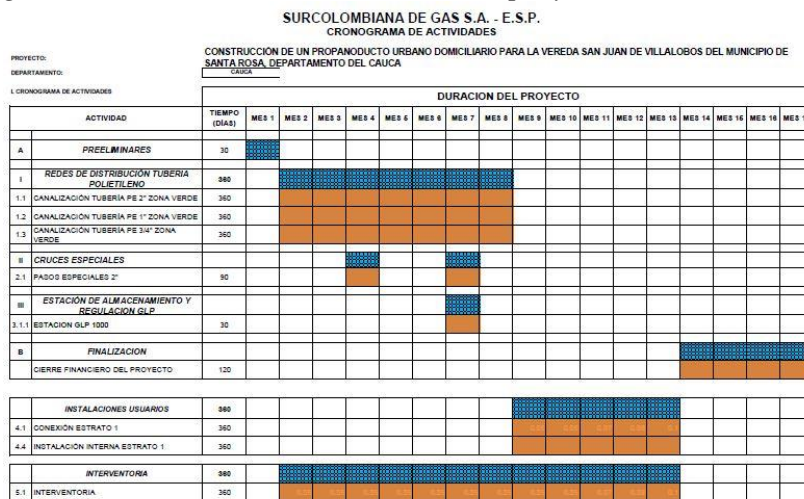 SURCOLOMBIANA DE GAS S.A. - E.S.P.
CRONOGRAMA DE ACTIVIDADES
PROYECTO:
CONSTRUCCIÓN DE UN PROPANODUCTO URBANO DOMICILIARIO PARA LA VEREDA SAN JUAN DE VILLALOBOS DEL MUNICIPIO DE
SANTA ROSA, DEPARTAMENTO DEL CAUCA
DEPARTAMENTO:
CAUCA
I. CRONOGRAMA DE ACTIVIDADES
DURACION DEL PROYECTO
ACTIVIDAD TIEMPO (DÍAS) MES 1 MES 2 MES 3 MES 4 MES 5 MES 6 MES 7 MES 8 MES 9 MES 10 MES 11 MES 12 MES 13 MES 14 MES 15 MES 16 MES
A PREELIMINARES 30
I REDES DE DISTRIBUCIÓN TUBERIA POLIETILENO 360
1.1 CANALIZACIÓN TUBERÍA PE 2" ZONA VERDE 360
1.2 CANALIZACIÓN TUBERÍA PE 1" ZONA VERDE 360
1.3 CANALIZACIÓN TUBERÍA PE 3/4" ZONA VERDE 360
II CRUCES ESPECIALES
2.1 PASOS ESPECIALES 2" 90
III ESTACIÓN DE ALMACENAMIENTO Y REGULACION GLP
3.1.1 ESTACION GLP 1000 30
B FINALIZACION
CIERRE FINANCIERO DEL PROYECTO 120
INSTALACIONES USUARIOS 360
4.1 CONEXIÓN ESTRATO 1 360
4.4 INSTALACIÓN INTERNA ESTRATO 1 360
INTERVENTORIA 360
5.1 INTERVENTORIA 360